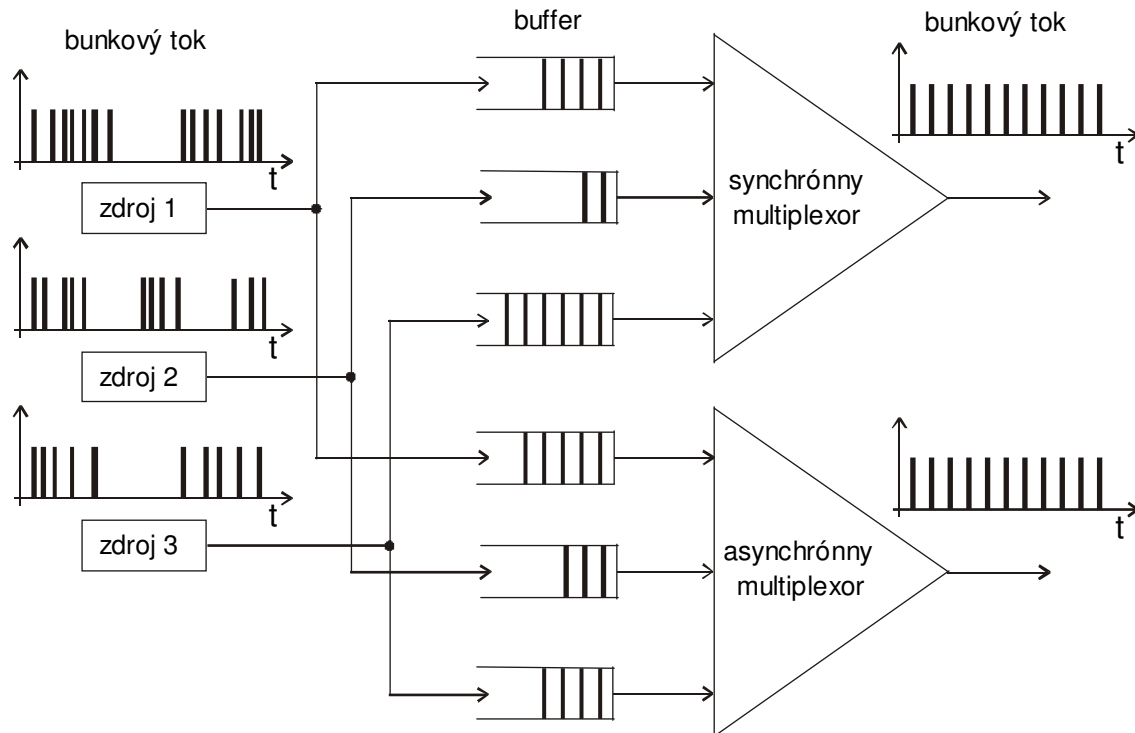 bunkový tok
buffer
bunkový tok
t
zdroj 1
t
synchrónny
multiplexor
t
zdroj 2
t
zdroj 3
t
asynchrónny
multiplexor